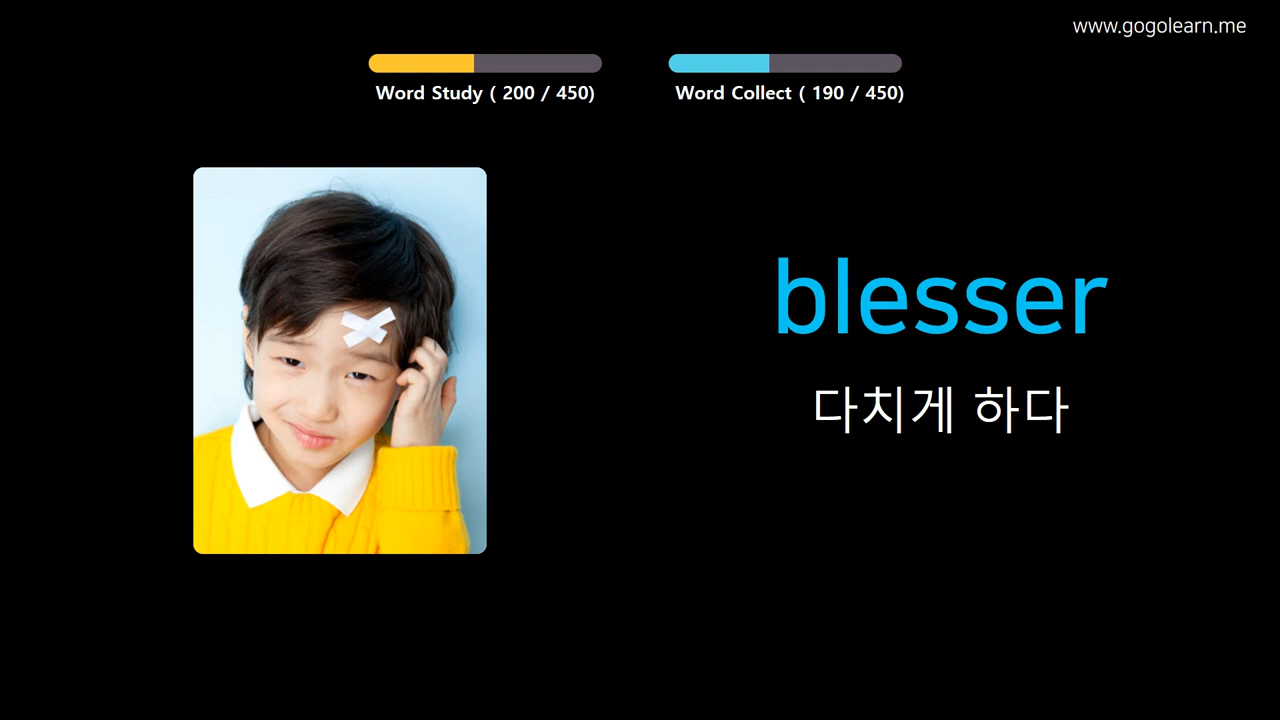 www.gogolearn.me
Word Study ( 200 / 450)
Word Collect ( 190 / 450)
blesser
다치게 하다